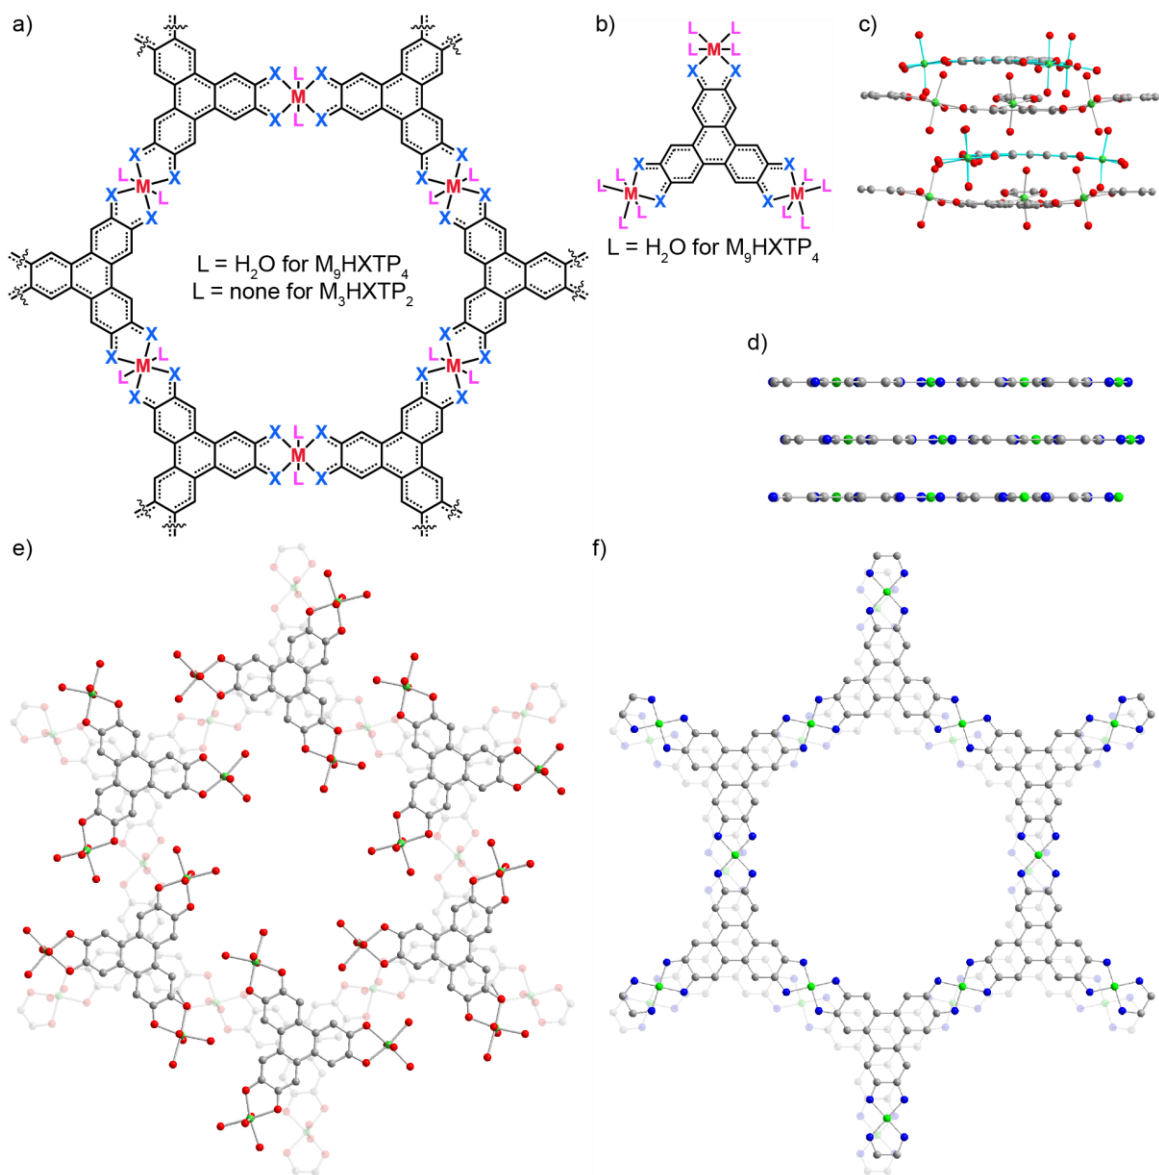 a)
b)
c)
L L
L M L
X X
X L X
M
X L X
X X
X X
M L
L
X X
X X
L M
L
X X
X X
L M L
L L
X X
L L
M M
L L
L L
X X
L = H₂O for M₉HXTP₄
L = none for M₃HXTP₂
L = H₂O for M₉HXTP₄
d)
X X
X X
L
M
L
X X
X X
L
M
L
X X
X X
X L X
M
X L X
e)
f)